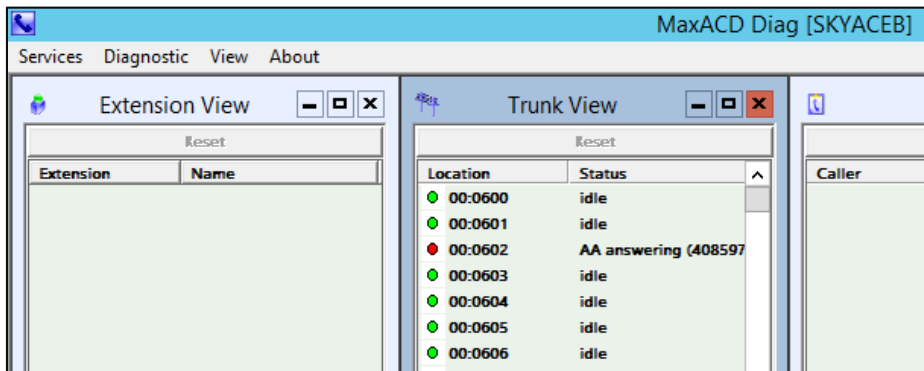 MaxACD Diag [SKYACEB]
Services Diagnostic View About
Extension View
Reset
Extension Name
Trunk View
Reset
Location Status
00:0600 idle
00:0601 idle
00:0602 AA answering (408597
00:0603 idle
00:0604 idle
00:0605 idle
00:0606 idle
Caller